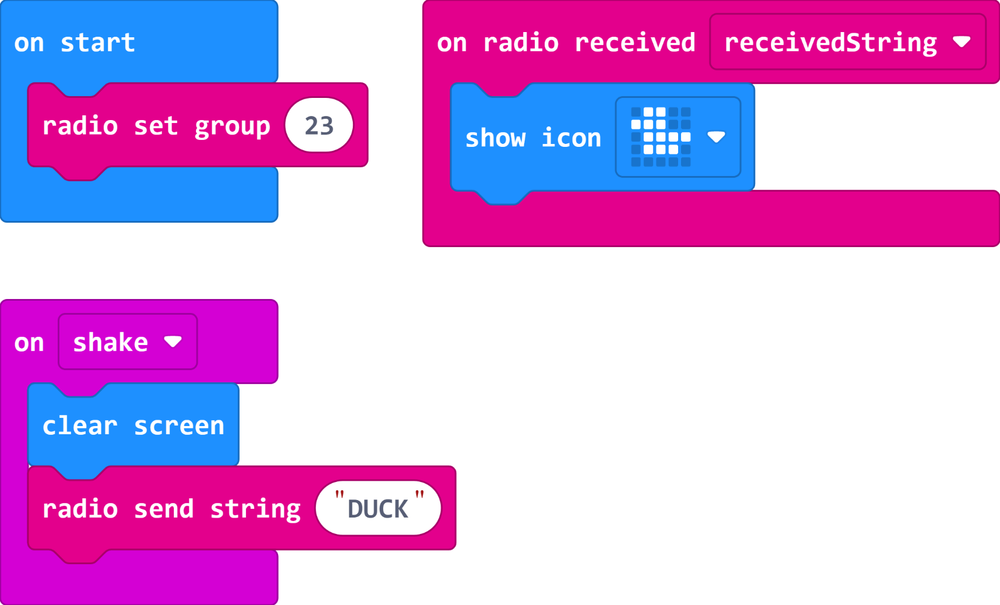 on start
radio set group 23
on radio received receivedString
show icon
on shake
clear screen
radio send string "DUCK"